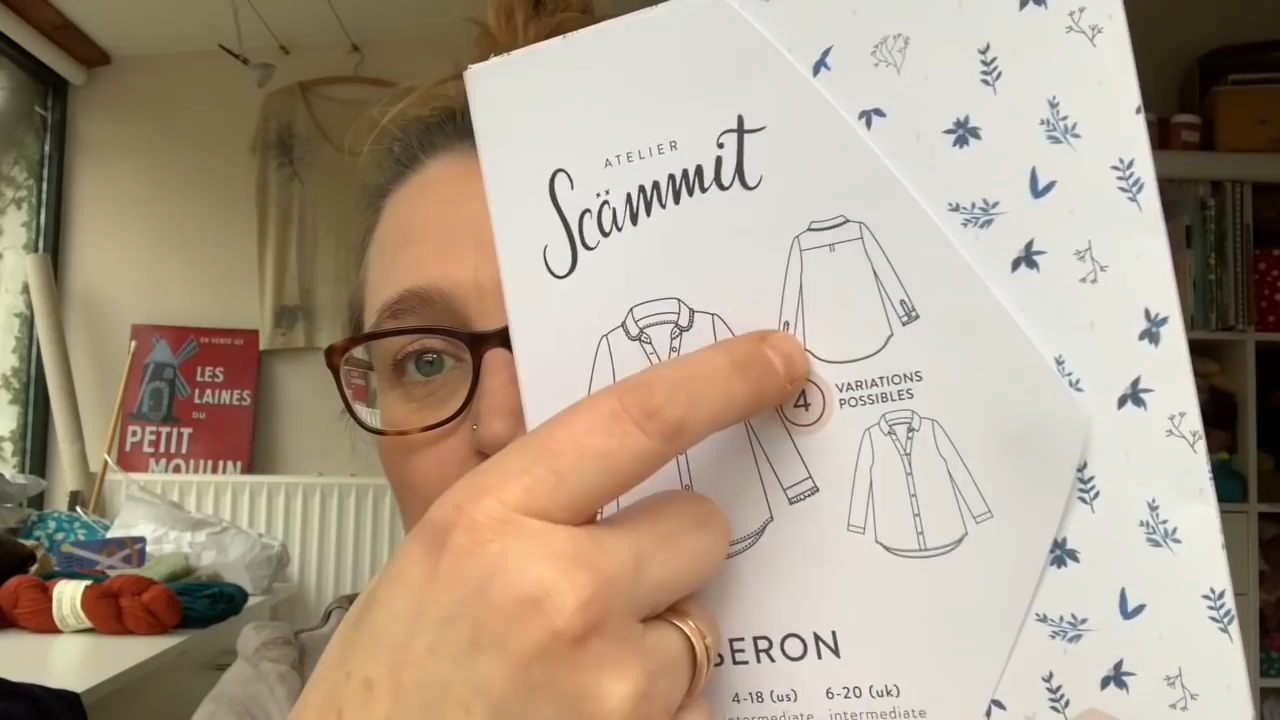 ATELIER
Scämmit
4
VARIATIONS
POSSIBLES
4-18 (us) 6-20 (uk)
intermediate intermediate
EN VENTE ICI
LES
LAINES
DU
PETIT
MOULIN